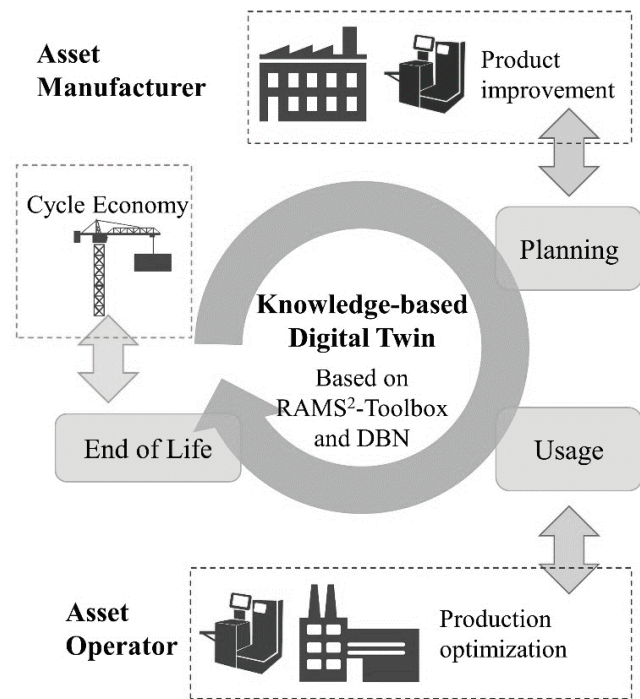 Asset
Manufacturer
Product
improvement
Cycle Economy
Planning
Knowledge-based
Digital Twin
Based on
RAMS²-Toolbox
and DBN
End of Life
Usage
Asset
Operator
Production
optimization